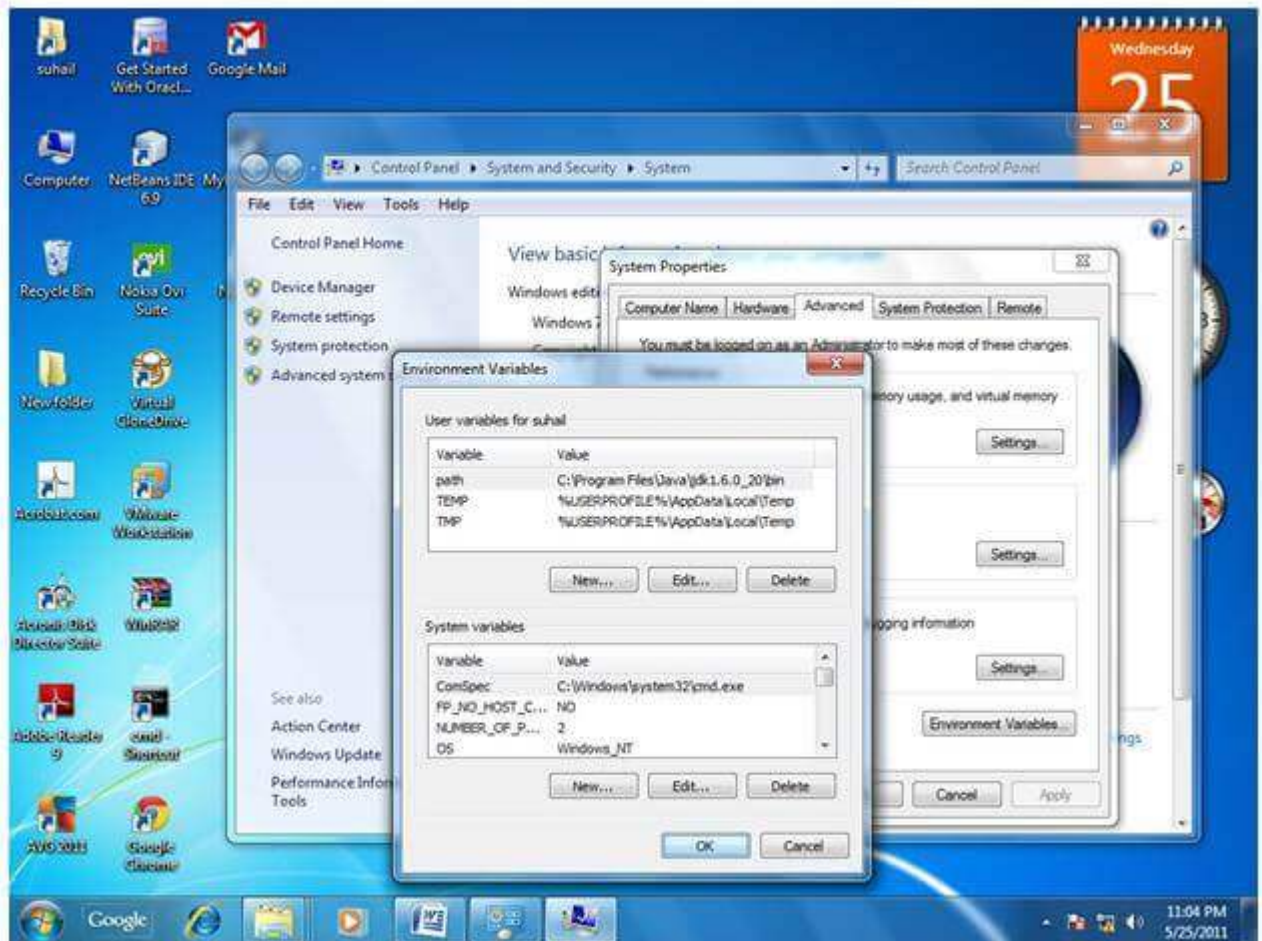 suhail
Get Started With Oracl...
Google Mail
Computer
NetBeans IDE 6.9
My
Recycle Bin
Nokia Ovi Suite
New folder
Virtual CloneDrive
Acrobat.com
VMware Workstation
Acronis Disk Director Suite
WinRAR
Adobe Reader 9
cmd - Shortcut
AVG 2011
Google Chrome
Wednesday
25
Control Panel
System and Security
System
Search Control Panel
File Edit View Tools Help
Control Panel Home
Device Manager
Remote settings
System protection
Advanced system
See also
Action Center
Windows Update
Performance Infor
Tools
View basic
Windows editi
Windows 7
System Properties
Computer Name Hardware Advanced System Protection Remote
You must be logged on as an Administrator to make most of these changes.
Performance
emory usage, and virtual memory
Settings...
Settings...
ugging information
Settings...
Environment Variables...
ngs
Cancel Apply
Environment Variables
User variables for suhail
Variable Value
path C:\Program Files\Java\jdk1.6.0_20\bin
TEMP %USERPROFILE%\AppData\Local\Temp
TMP %USERPROFILE%\AppData\Local\Temp
New... Edit... Delete
System variables
Variable Value
ComSpec C:\Windows\system32\cmd.exe
FP_NO_HOST_C... NO
NUMBER_OF_P... 2
OS Windows_NT
New... Edit... Delete
OK Cancel
Google
11:04 PM
5/25/2011